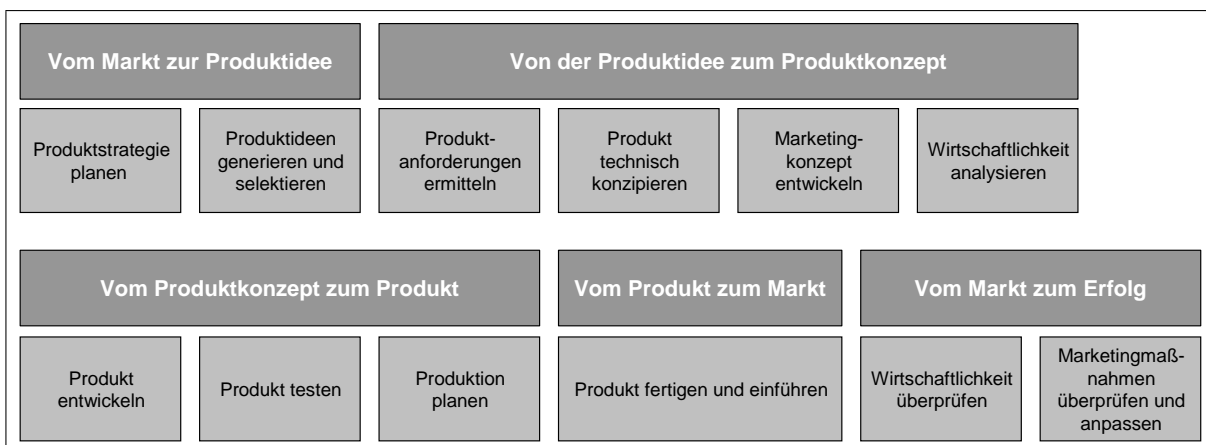 Vom Markt zur Produktidee
Von der Produktidee zum Produktkonzept
Produktstrategie
planen
Produktideen
generieren und
selektieren
Produkt-
anforderungen
ermitteln
Produkt
technisch
konzipieren
Marketing-
konzept
entwickeln
Wirtschaftlichkeit
analysieren
Vom Produktkonzept zum Produkt
Vom Produkt zum Markt
Vom Markt zum Erfolg
Produkt
entwickeln
Produkt testen
Produktion
planen
Produkt fertigen und einführen
Wirtschaftlichkeit
überprüfen
Marketingmaß-
nahmen
überprüfen und
anpassen